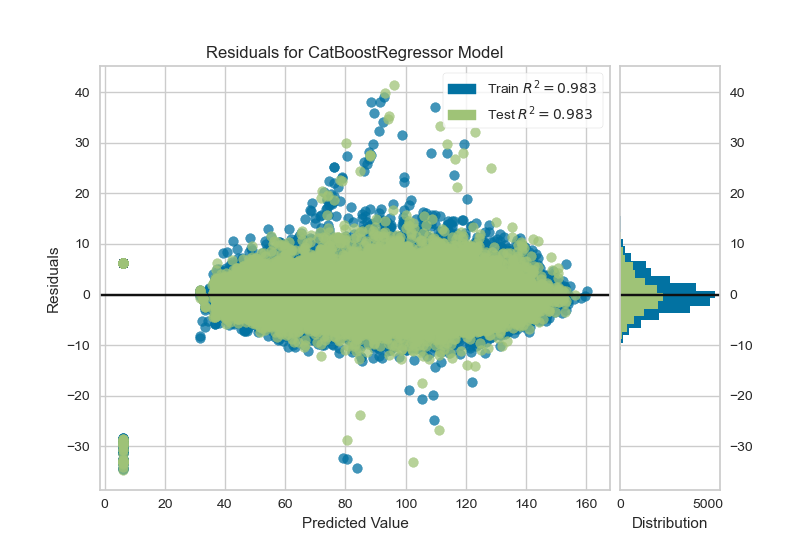 Residuals for CatBoostRegressor Model
Train R² = 0.983
Test R² = 0.983
40
30
20
10
0
−10
−20
−30
Residuals
0 20 40 60 80 100 120 140 160
Predicted Value
40
30
20
10
0
−10
−20
−30
0 5000
Distribution